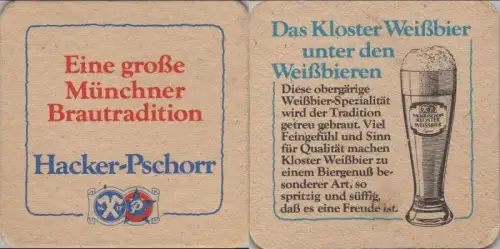 Eine große
Münchner
Brautradition
Hacker-Pschorr
Das Kloster Weißbier
unter den
Weißbieren
Diese obergärige
Weißbier-Spezialität
wird der Tradition
getreu gebraut. Viel
Feingefühl und Sinn
für Qualität machen
Kloster Weißbier zu
einem Biergenuß be-
sonderer Art, so
spritzig und süffig,
daß es eine Freude ist.
KLOSTER
WEISSBIER